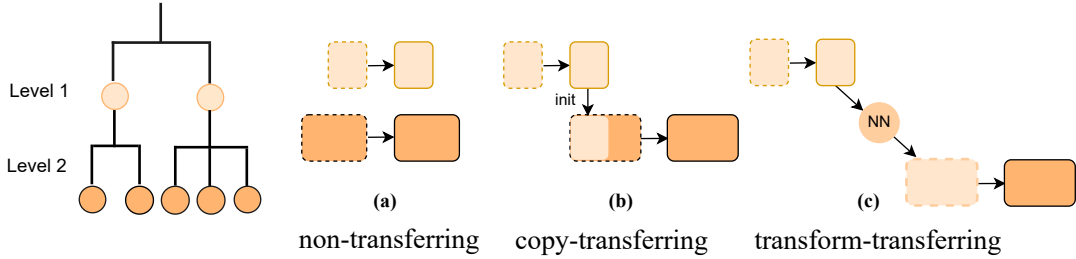 Level 1
Level 2
init
NN
(a)
(b)
(c)
non-transferring
copy-transferring
transform-transferring